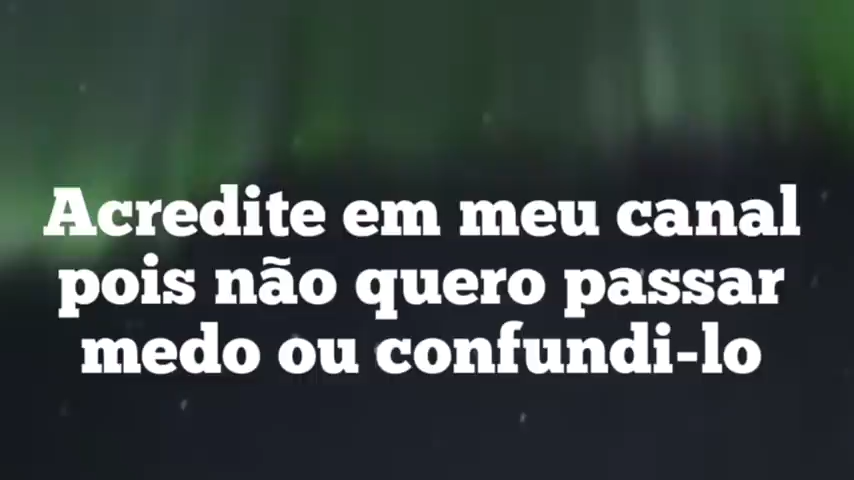 Acredite em meu canal
pois não quero passar
medo ou confundi-lo